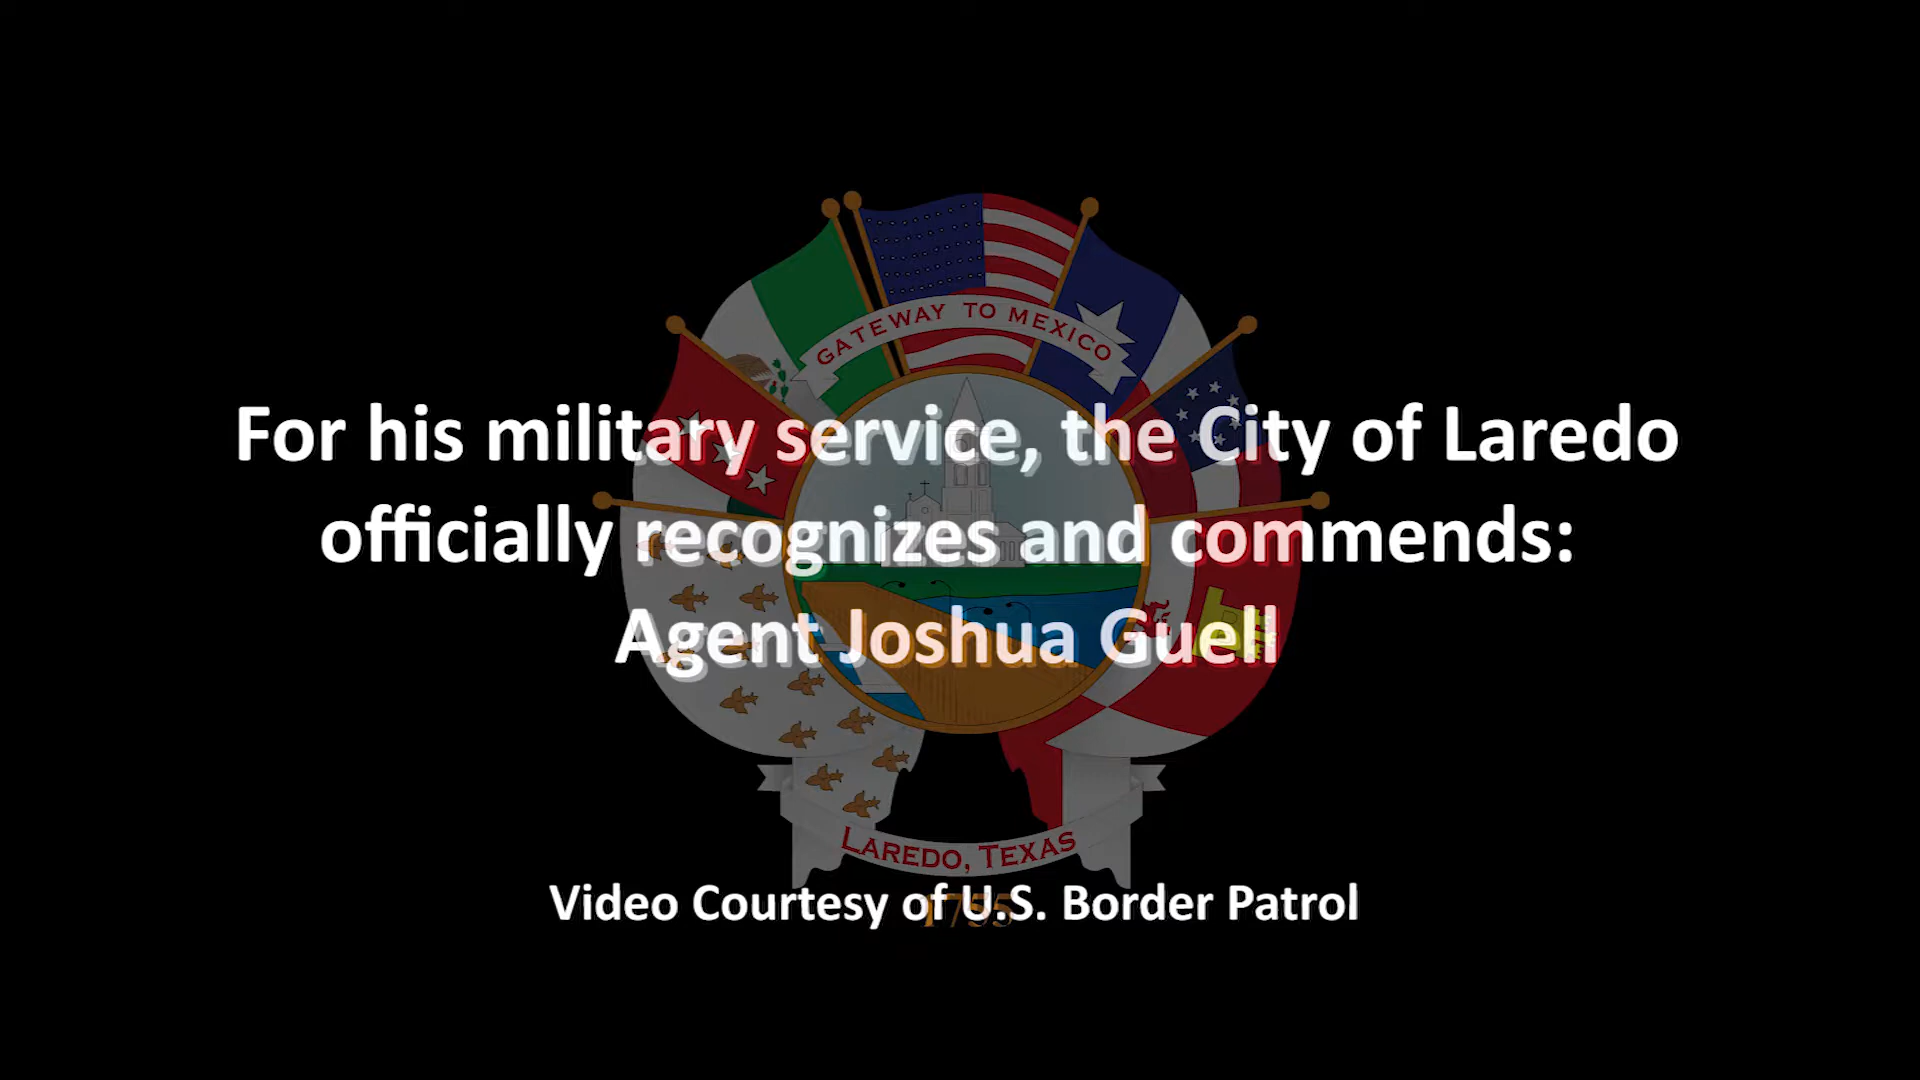 GATEWAY TO MEXICO
For his military service, the City of Laredo
officially recognizes and commends:
Agent Joshua Guell
LAREDO, TEXAS
Video Courtesy of U.S. Border Patrol
1755